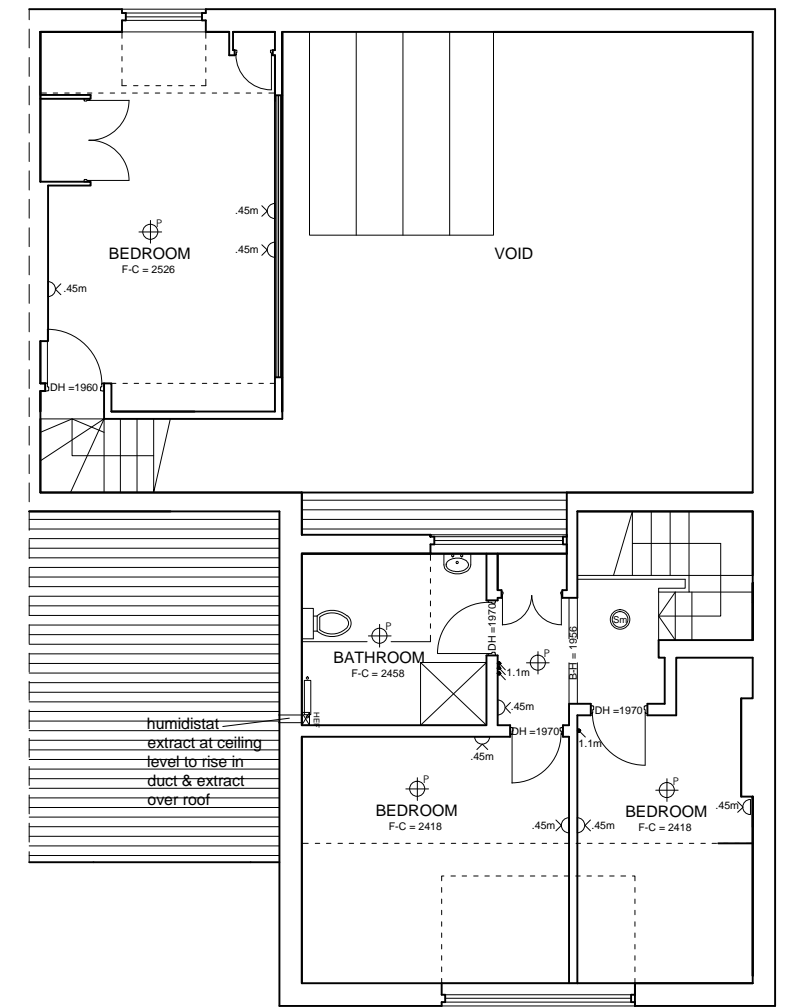 P
.45m
.45m
BEDROOM
F-C = 2526
VOID
.45m
DH =1960
DH =1970
B-H = 1956
Sm
P
P
BATHROOM
F-C = 2458
1.1m
.45m
HEF
DH =1970
DH =1970
humidistat
extract at ceiling
level to rise in
duct & extract
over roof
1.1m
.45m
P
BEDROOM
F-C = 2418
P
BEDROOM
F-C = 2418
.45m
.45m
.45m